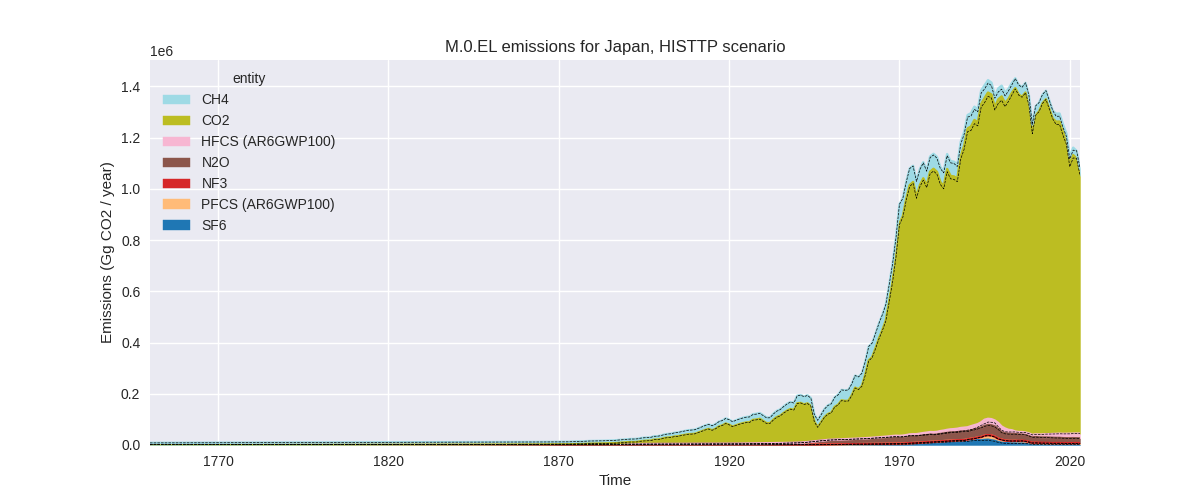 M.0.EL emissions for Japan, HISTTP scenario
1e6
entity
CH4
CO2
HFCS (AR6GWP100)
N2O
NF3
PFCS (AR6GWP100)
SF6
Emissions (Gg CO2 / year)
1.4
1.2
1.0
0.8
0.6
0.4
0.2
0.0
1770 1820 1870 1920 1970 2020
Time